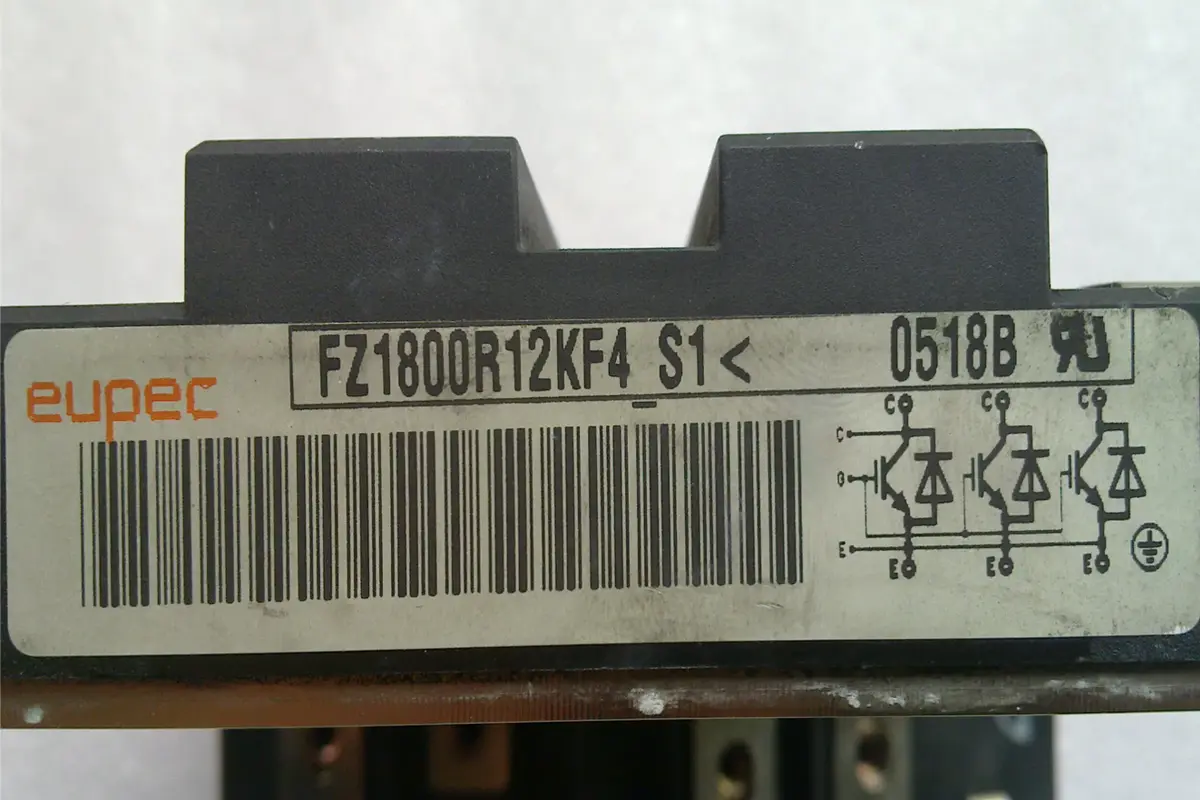 FZ1800R12KF4 S1< 0518B
eupec
C C C
C
G
E
E E E